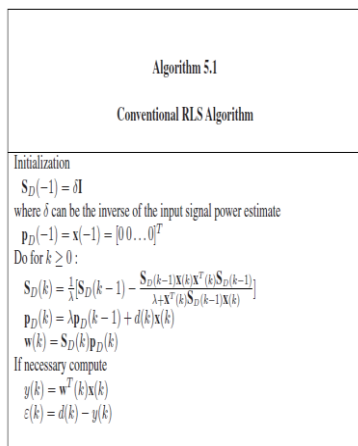 Algorithm 5.1
Conventional RLS Algorithm
Initialization
S_D(−1) = δI
where δ can be the inverse of the input signal power estimate
p_D(−1) = x(−1) = [0 0 … 0]^T
Do for k ≥ 0 :
S_D(k) = 1/λ [S_D(k−1) − S_D(k−1)x(k)x^T(k)S_D(k−1) / λ+x^T(k)S_D(k−1)x(k)]
p_D(k) = λp_D(k−1) + d(k)x(k)
w(k) = S_D(k)p_D(k)
If necessary compute
y(k) = w^T(k)x(k)
ε(k) = d(k) − y(k)